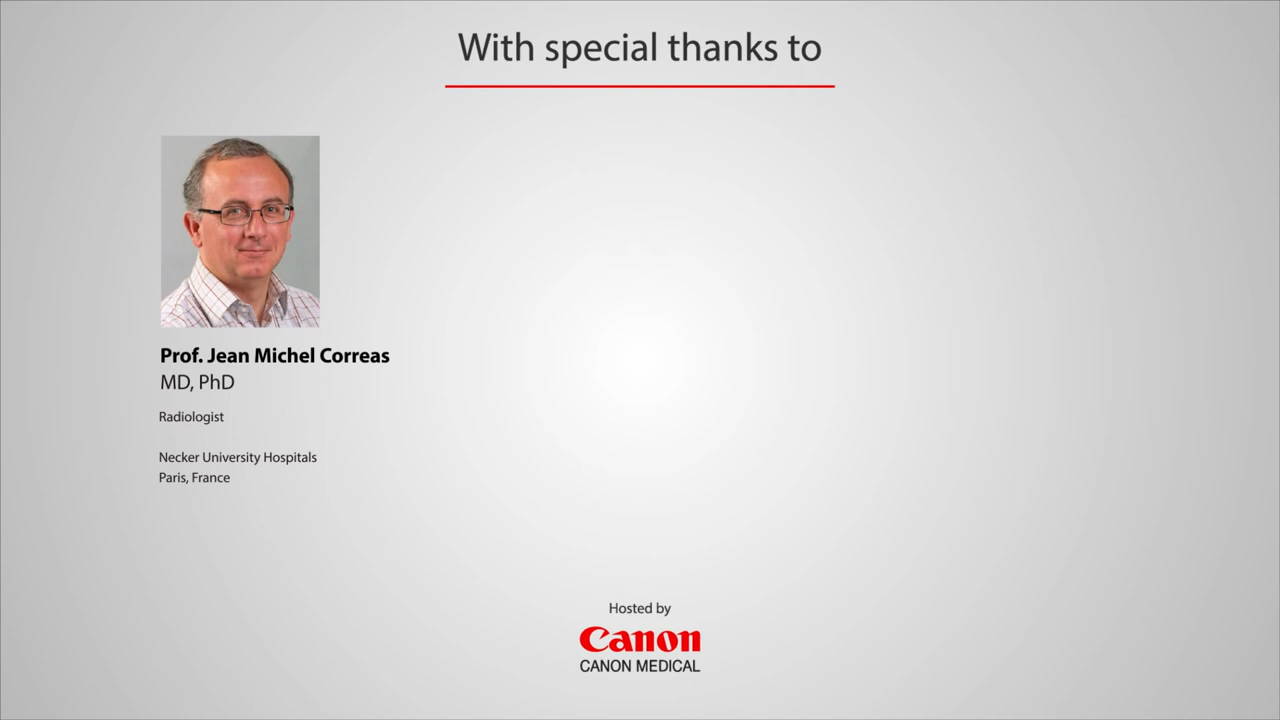 With special thanks to
Prof. Jean Michel Correas
MD, PhD
Radiologist
Necker University Hospitals
Paris, France
Hosted by
Canon
CANON MEDICAL